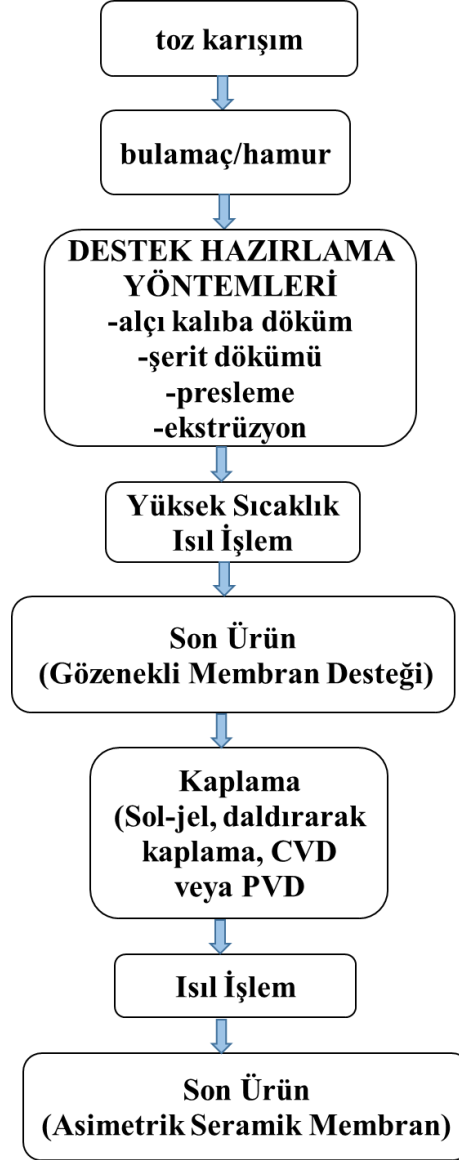 toz karışım
bulamaç/hamur
DESTEK HAZIRLAMA
YÖNTEMLERİ
-alçı kalıba döküm
-şerit dökümü
-presleme
-ekstrüzyon
Yüksek Sıcaklık
Isıl İşlem
Son Ürün
(Gözenekli Membran Desteği)
Kaplama
(Sol-jel, daldırarak
kaplama, CVD
veya PVD
Isıl İşlem
Son Ürün
(Asimetrik Seramik Membran)